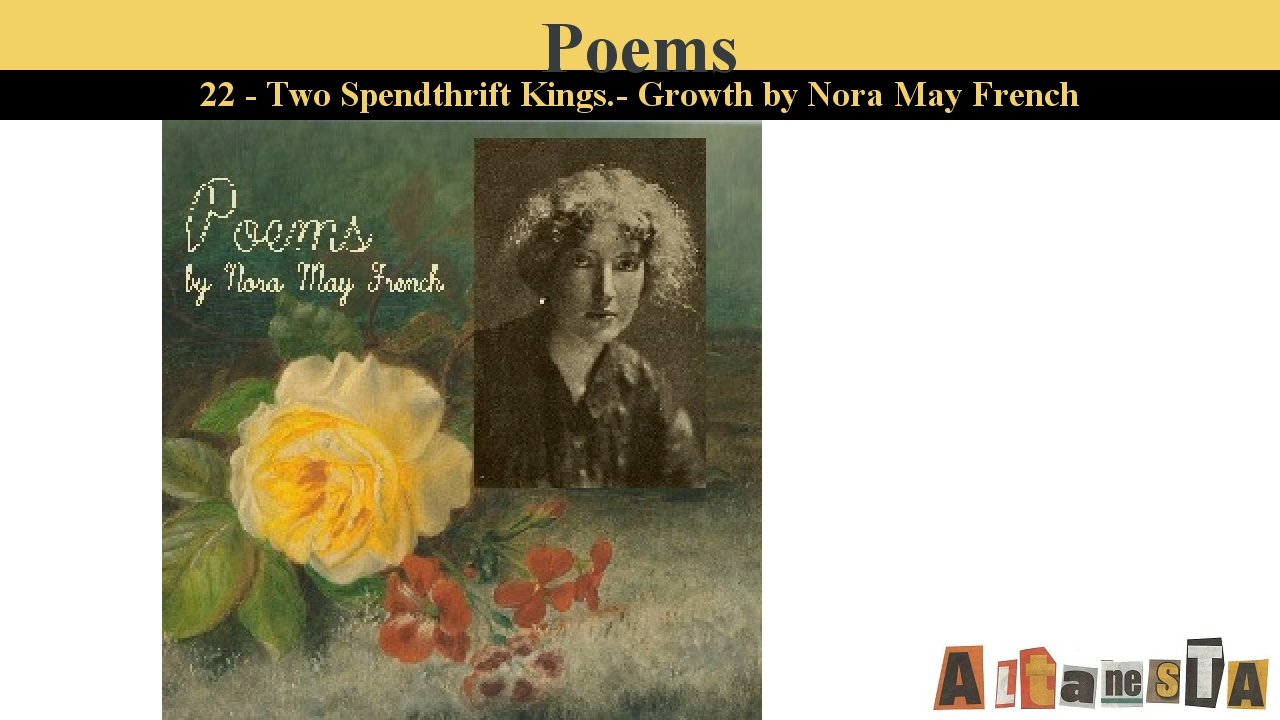 Poems
22 - Two Spendthrift Kings.- Growth by Nora May French
Poems
by Nora May French
AltanesTA